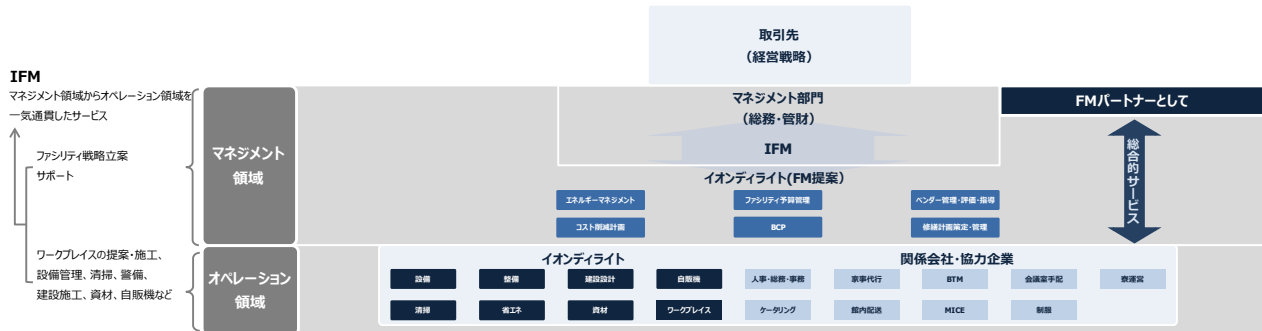 取引先
（経営戦略）
IFM
マネジメント領域からオペレーション領域を
一気通貫したサービス
ファシリティ戦略立案
サポート
ワークプレイスの提案・施工、
設備管理、清掃、警備、
建設施工、資材、自販機など
マネジメント
領域
マネジメント部門
（総務・管財）
IFM
FMパートナーとして
総合的サービス
イオンディライト(FM提案）
エネルギーマネジメント
ファシリティ予算管理
ベンダー管理・評価・指導
コスト削減計画
BCP
修繕計画策定・管理
オペレーション
領域
イオンディライト
関係会社・協力企業
設備
整備
建設設計
自販機
人事・総務・事務
家事代行
BTM
会議室手配
寮運営
清掃
省エネ
資材
ワークプレイス
ケータリング
館内配送
MICE
制服